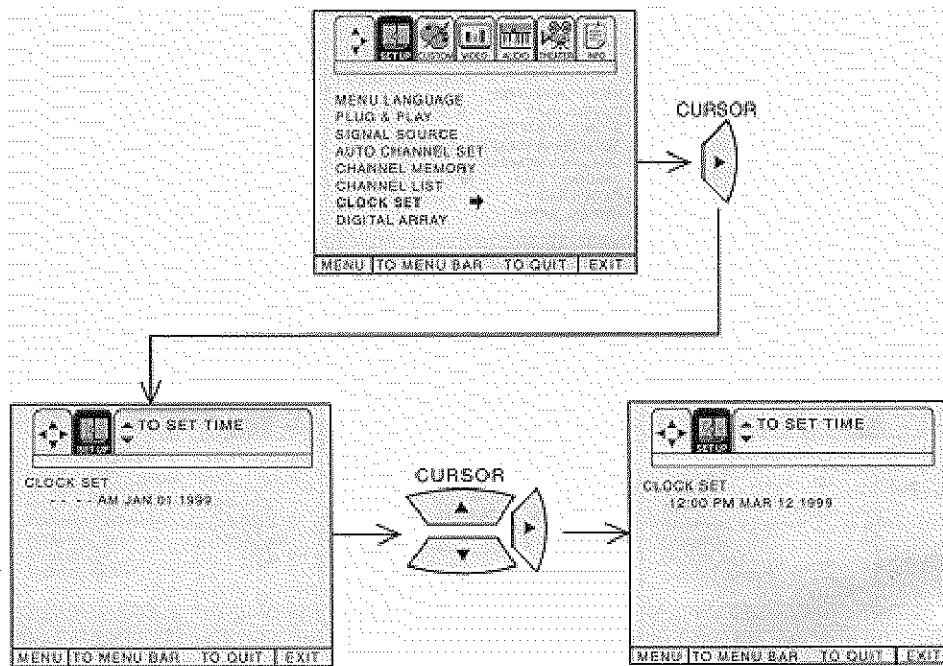 SETUP CUSTOM VIDEO AUDIO THEATER INFO
MENU LANGUAGE
PLUG & PLAY
SIGNAL SOURCE
AUTO CHANNEL SET
CHANNEL MEMORY
CHANNEL LIST
CLOCK SET
DIGITAL ARRAY
MENU TO MENU BAR TO QUIT EXIT
CURSOR
SETUP TO SET TIME
CLOCK SET
-- -- AM JAN 01 1999
MENU TO MENU BAR TO QUIT EXIT
CURSOR
SETUP TO SET TIME
CLOCK SET
12:00 PM MAR 12 1999
MENU TO MENU BAR TO QUIT EXIT